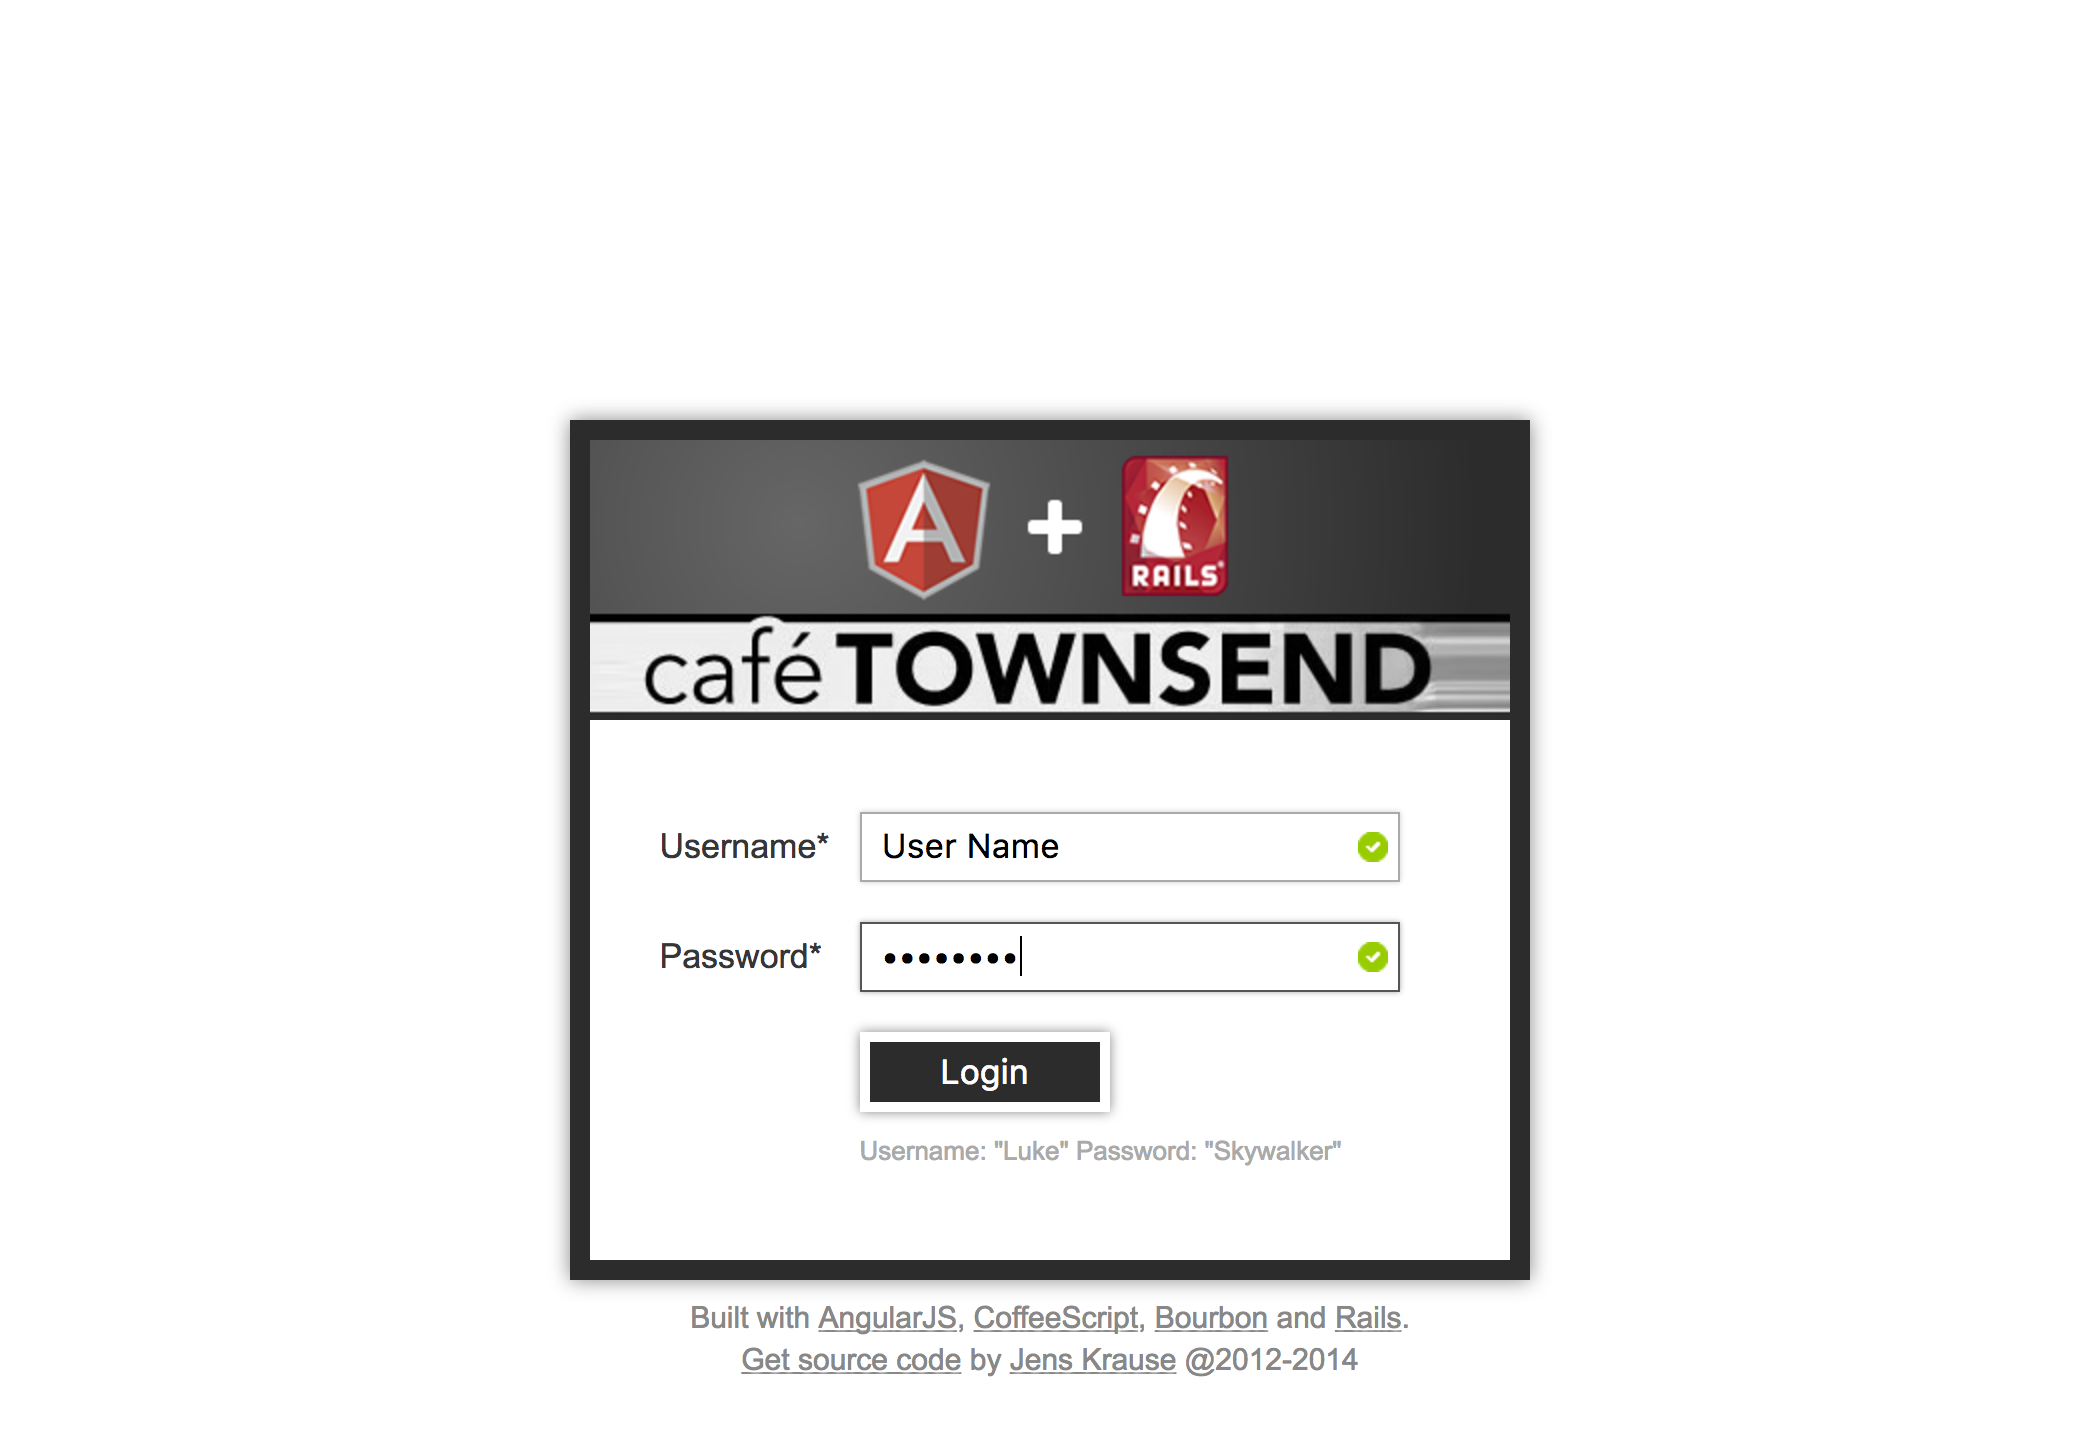 A
RAILS
café TOWNSEND
Username* User Name
Password* ••••••••
Login
Username: "Luke" Password: "Skywalker"
Built with AngularJS, CoffeeScript, Bourbon and Rails.
Get source code by Jens Krause @2012-2014